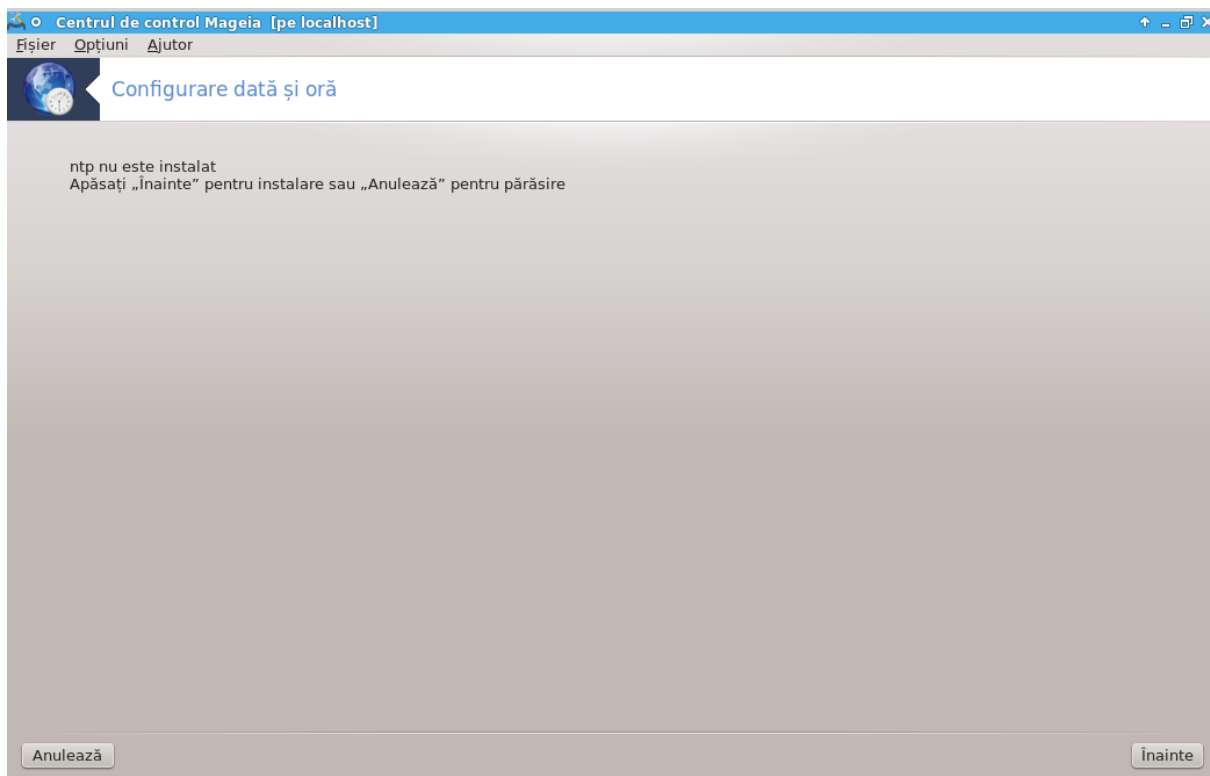 Centrul de control Mageia [pe localhost]
Fișier Opțiuni Ajutor
Configurare dată și oră
ntp nu este instalat
Apăsați „Înainte” pentru instalare sau „Anulează” pentru părăsire
Anulează Înainte